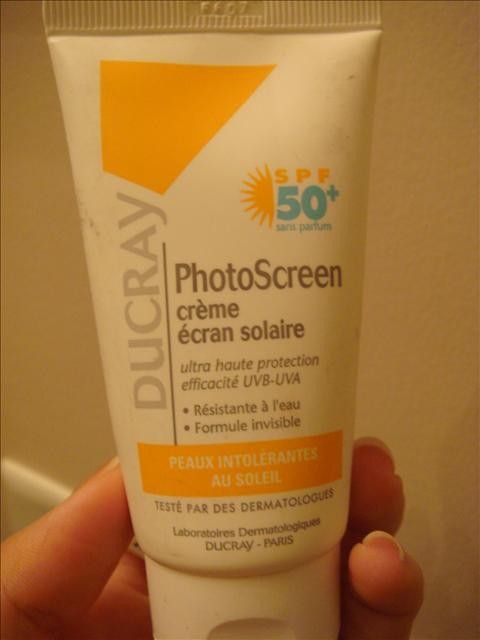 DUCRAY
SPF
50+
sans parfum
PhotoScreen
crème
écran solaire
ultra haute protection
efficacité UVB-UVA
• Résistante à l'eau
• Formule invisible
PEAUX INTOLÉRANTES
AU SOLEIL
TESTÉ PAR DES DERMATOLOGUES
Laboratoires Dermatologiques
DUCRAY - PARIS